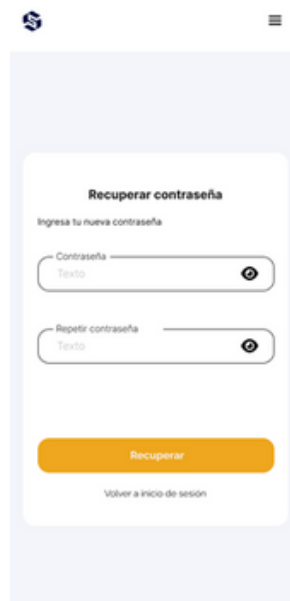 Recuperar contraseña
Ingresa tu nueva contraseña
Contraseña
Texto
Repetir contraseña
Texto
Recuperar
Volver a inicio de sesión